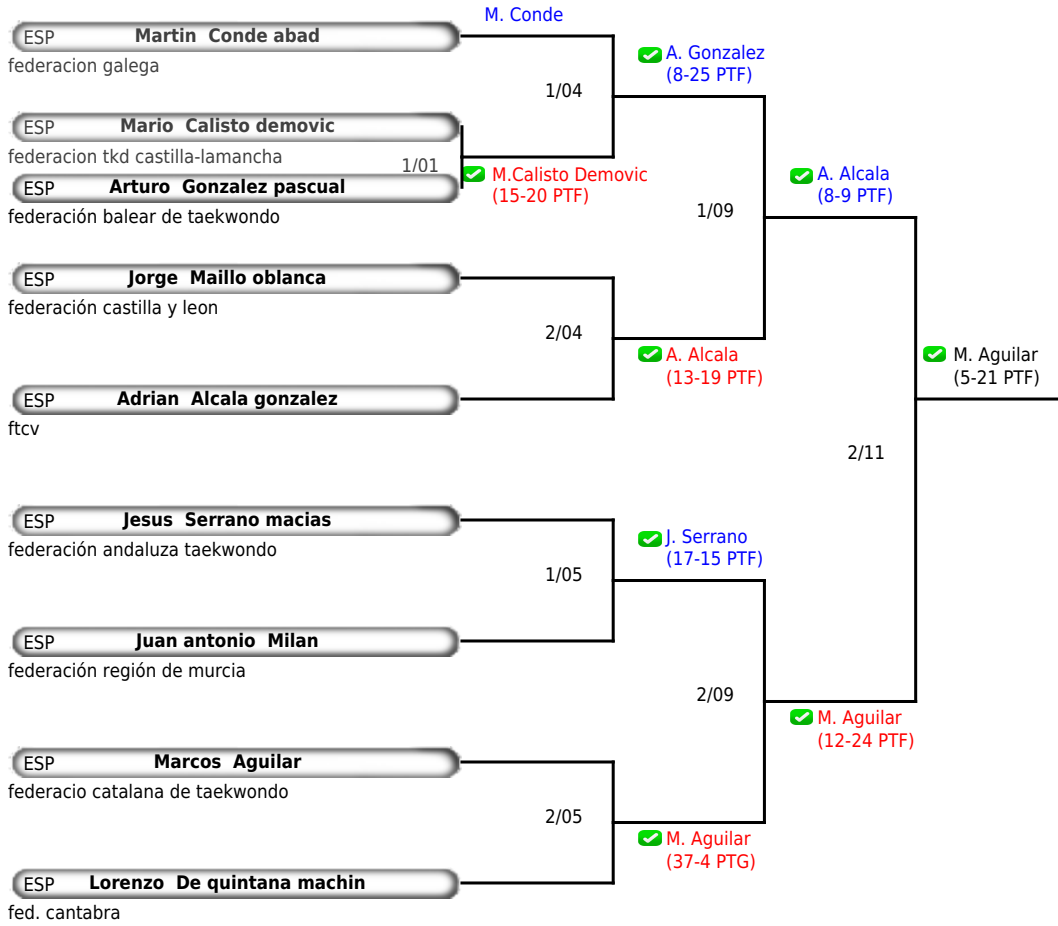 M. Conde
ESP Martin Conde abad
federacion galega
A. Gonzalez
(8-25 PTF)
1/04
ESP Mario Calisto demovic
federacion tkd castilla-lamancha
1/01
M.Calisto Demovic
(15-20 PTF)
ESP Arturo Gonzalez pascual
federación balear de taekwondo
A. Alcala
(8-9 PTF)
1/09
ESP Jorge Maillo oblanca
federación castilla y leon
2/04
A. Alcala
(13-19 PTF)
M. Aguilar
(5-21 PTF)
ESP Adrian Alcala gonzalez
ftcv
2/11
ESP Jesus Serrano macias
federación andaluza taekwondo
J. Serrano
(17-15 PTF)
1/05
ESP Juan antonio Milan
federación región de murcia
2/09
M. Aguilar
(12-24 PTF)
ESP Marcos Aguilar
federacio catalana de taekwondo
2/05
M. Aguilar
(37-4 PTG)
ESP Lorenzo De quintana machin
fed. cantabra